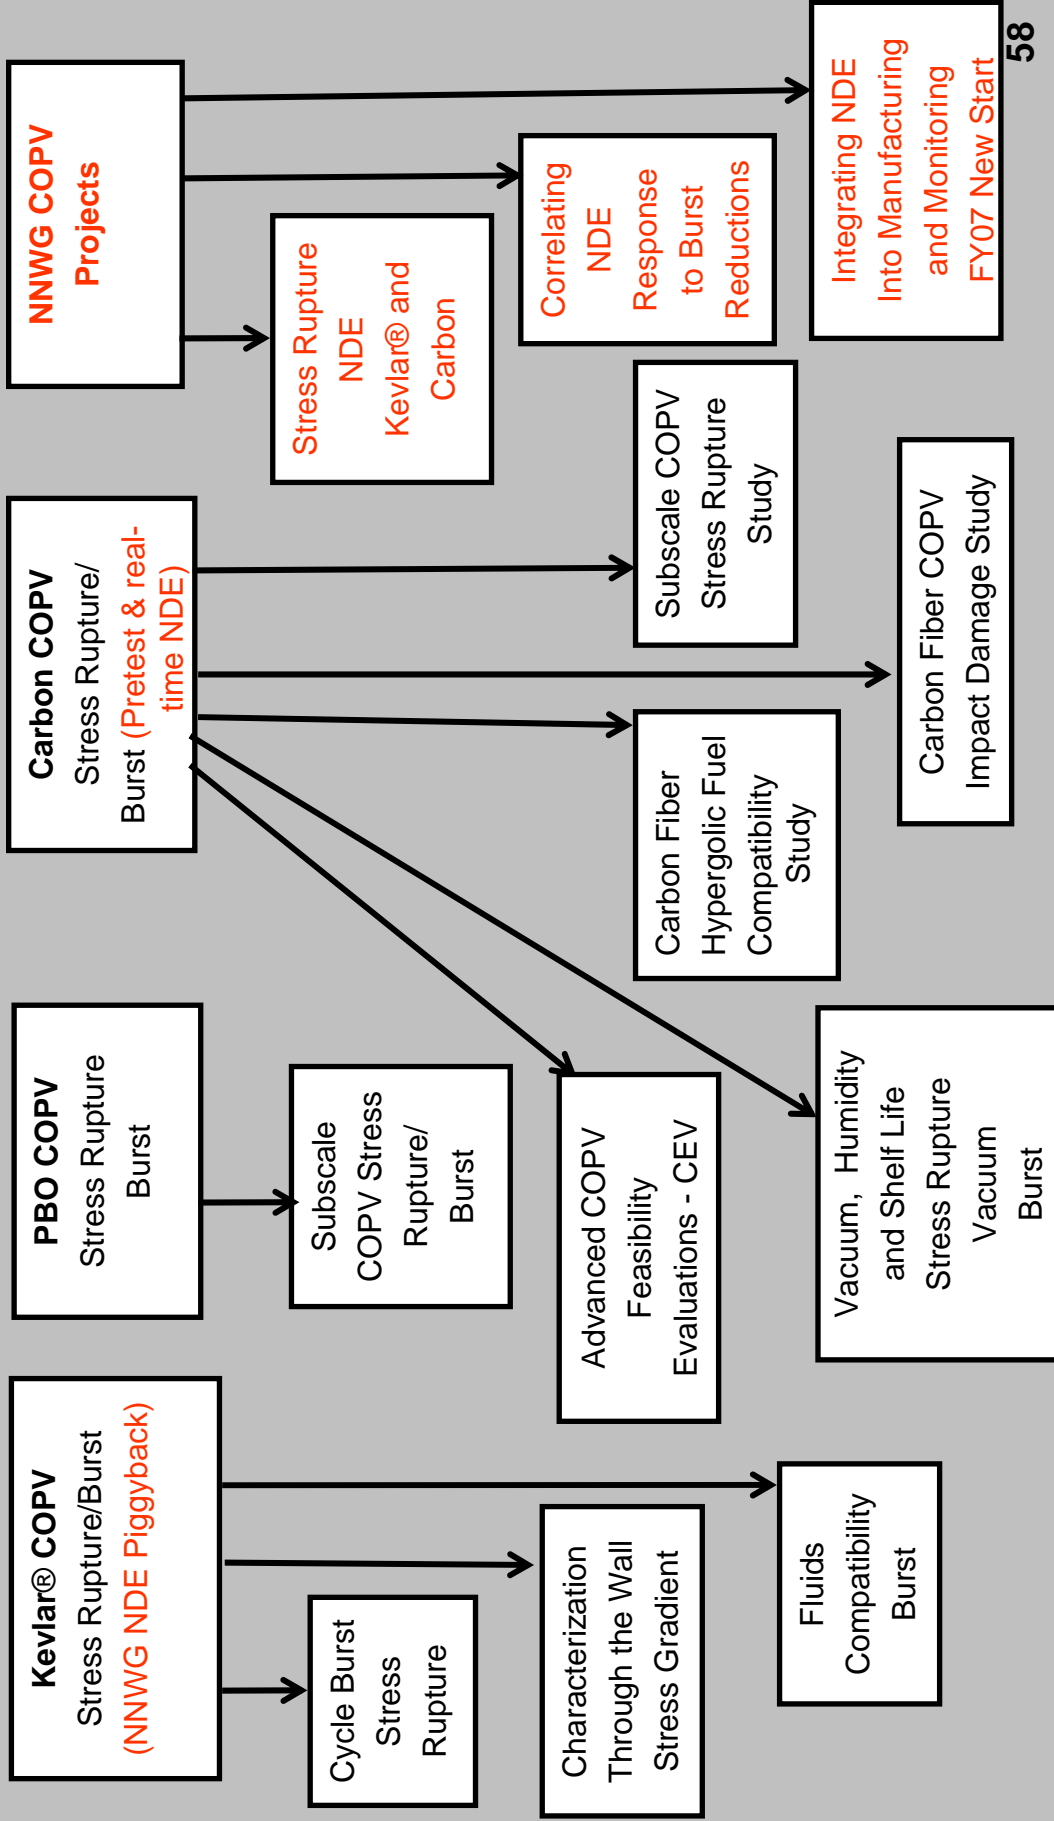 Kevlar® COPV
Stress Rupture/Burst
(NNWG NDE Piggyback)
Cycle Burst
Stress
Rupture
Characterization
Through the Wall
Stress Gradient
Fluids
Compatibility
Burst
PBO COPV
Stress Rupture
Burst
Subscale
COPV Stress
Rupture/
Burst
Carbon COPV
Stress Rupture/
Burst (Pretest & real-
time NDE)
Advanced COPV
Feasibility
Evaluations - CEV
Vacuum, Humidity
and Shelf Life
Stress Rupture
Vacuum
Burst
Carbon Fiber
Hypergolic Fuel
Compatibility
Study
Carbon Fiber COPV
Impact Damage Study
Subscale COPV
Stress Rupture
Study
NNWG COPV
Projects
Stress Rupture
NDE
Kevlar® and
Carbon
Correlating
NDE
Response
to Burst
Reductions
Integrating NDE
Into Manufacturing
and Monitoring
FY07 New Start
58